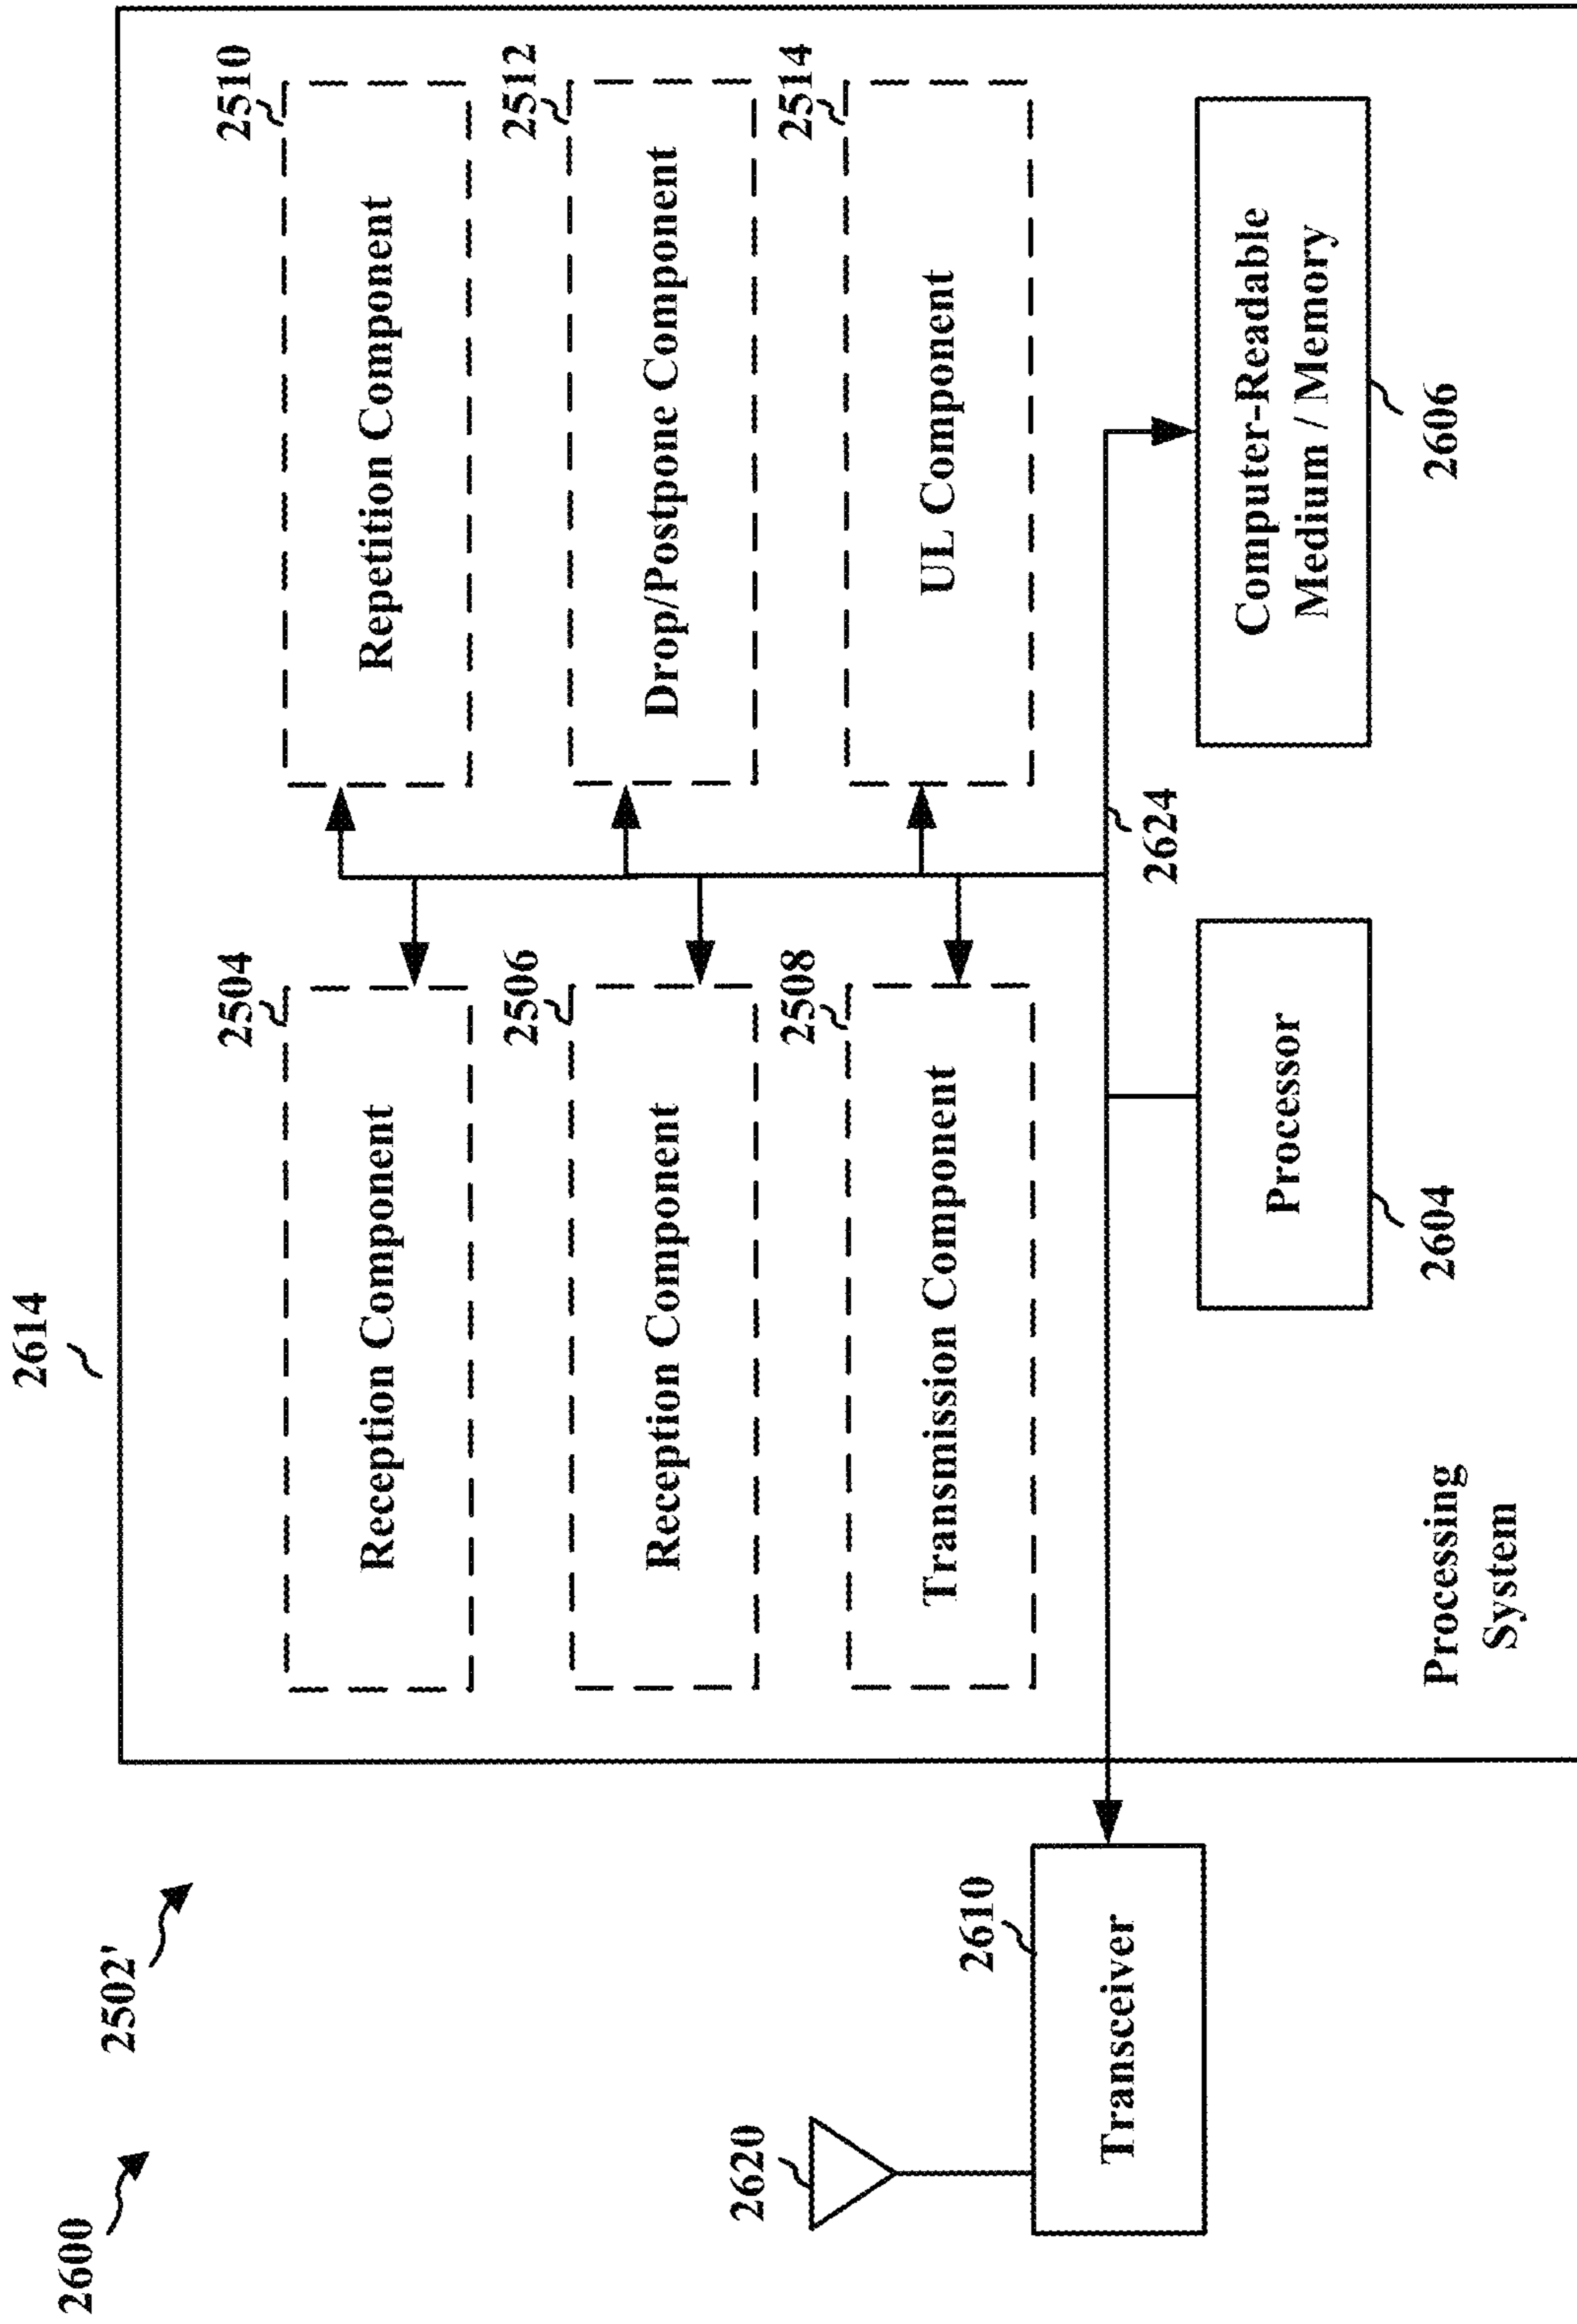 2600
2502'
2614
2504
Reception Component
2510
Repetition Component
2506
Reception Component
2512
Drop/Postpone Component
2508
Transmission Component
2514
UL Component
2620
2610
Transceiver
2624
Processor
2604
Computer-Readable
Medium / Memory
2606
Processing
System